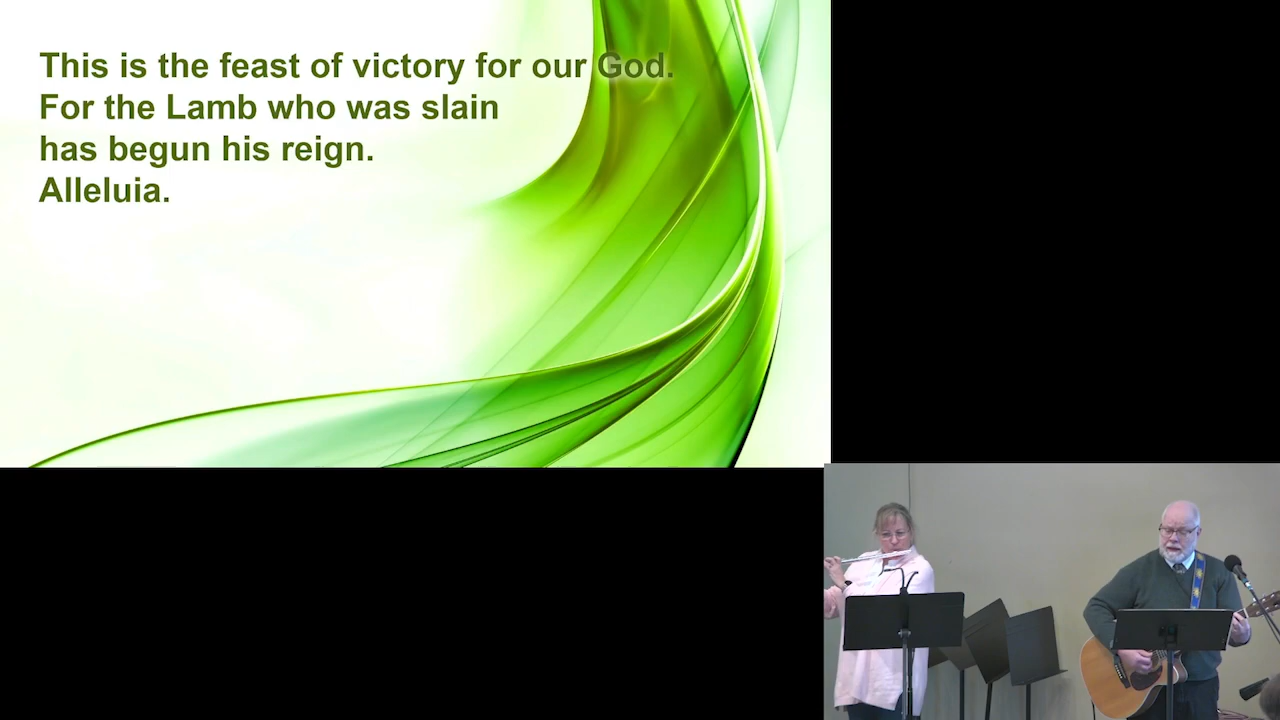 This is the feast of victory for our God.
For the Lamb who was slain
has begun his reign.
Alleluia.